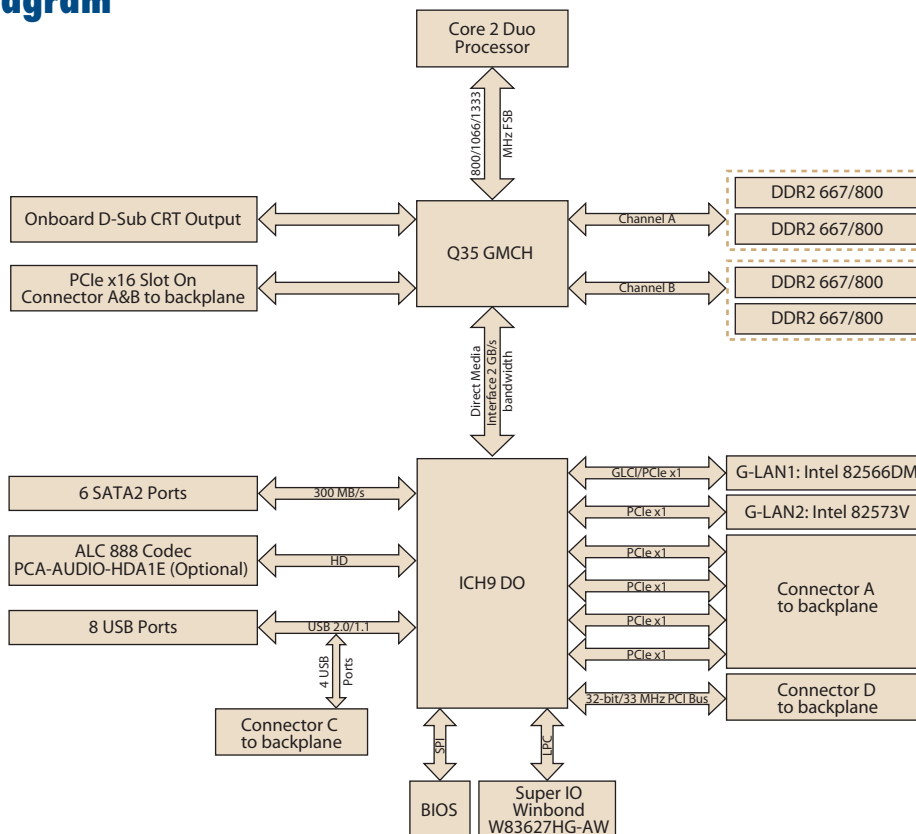 Core 2 Duo
Processor
800/1066/1333
MHz FSB
Onboard D-Sub CRT Output
PCIe x16 Slot On
Connector A&B to backplane
Q35 GMCH
Channel A
Channel B
DDR2 667/800
DDR2 667/800
DDR2 667/800
DDR2 667/800
Direct Media
Interface 2 GB/s
bandwidth
6 SATA2 Ports
300 MB/s
ALC 888 Codec
PCA-AUDIO-HDA1E (Optional)
HD
8 USB Ports
USB 2.0/1.1
4 USB
Ports
Connector C
to backplane
ICH9 DO
GLCI/PCIe x1
G-LAN1: Intel 82566DM
PCIe x1
G-LAN2: Intel 82573V
PCIe x1
PCIe x1
PCIe x1
PCIe x1
Connector A
to backplane
32-bit/33 MHz PCI Bus
Connector D
to backplane
SPI
LPC
BIOS
Super IO
Winbond
W83627HG-AW